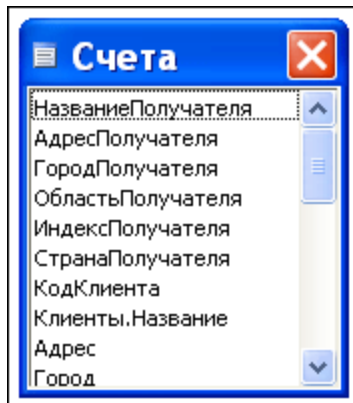 Счета
НазваниеПолучателя
АдресПолучателя
ГородПолучателя
ОбластьПолучателя
ИндексПолучателя
СтранаПолучателя
КодКлиента
Клиенты.Название
Адрес
Город